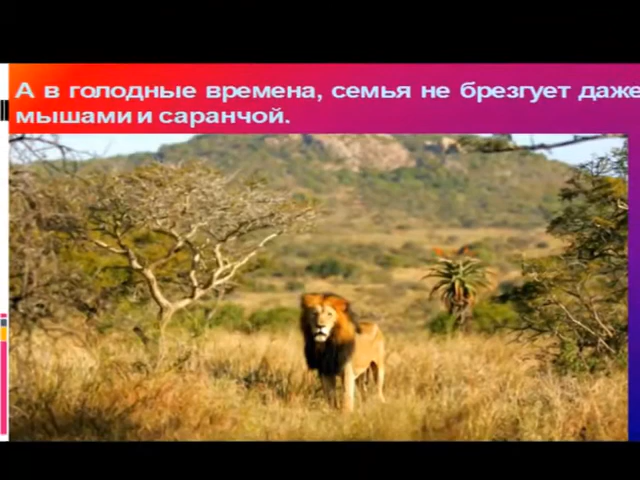 А в голодные времена, семья не брезгует даже
мышами и саранчой.